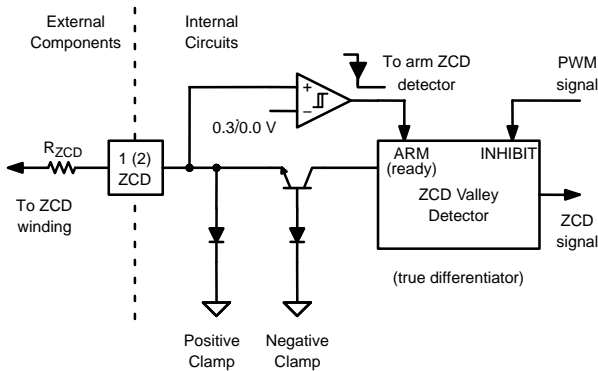 External
Components
Internal
Circuits
To arm ZCD
detector
PWM
signal
+
−
0.3/0.0 V
RZCD
1 (2)
ZCD
ARM
(ready)
INHIBIT
ZCD Valley
Detector
To ZCD
winding
ZCD
signal
(true differentiator)
Positive
Clamp
Negative
Clamp